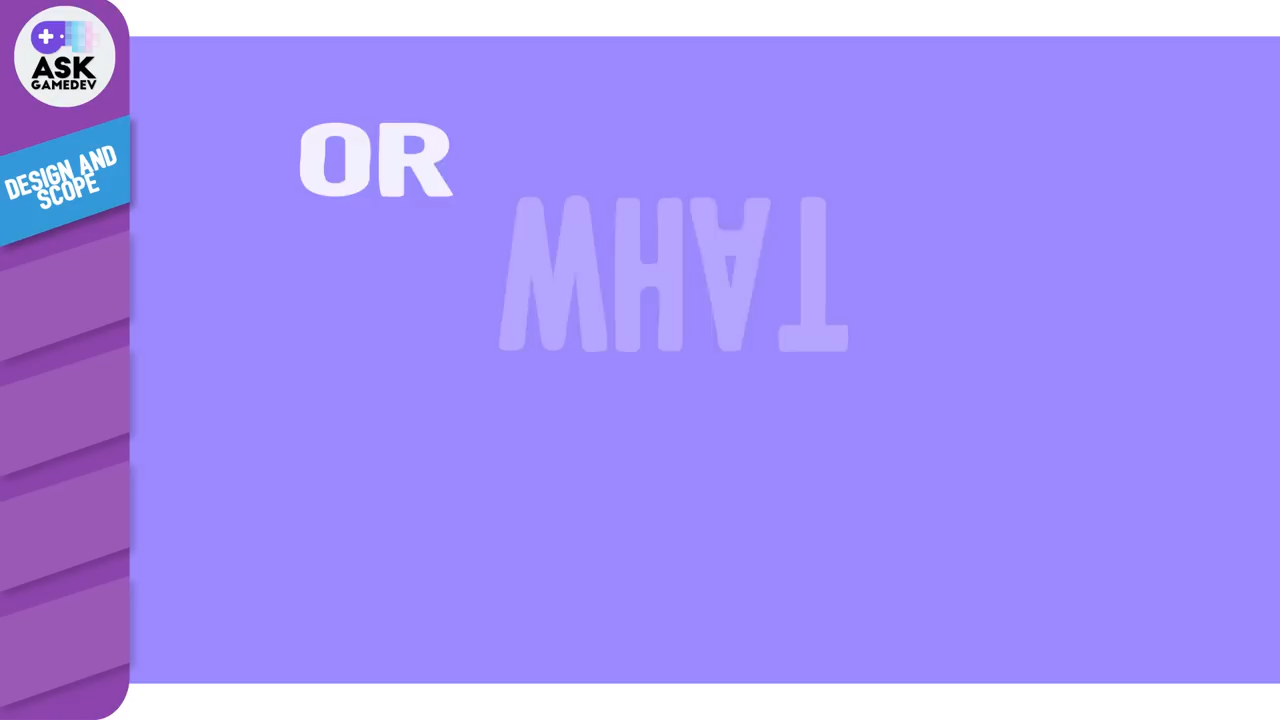 ASK
GAMEDEV
DESIGN AND
SCOPE
OR
WHAT